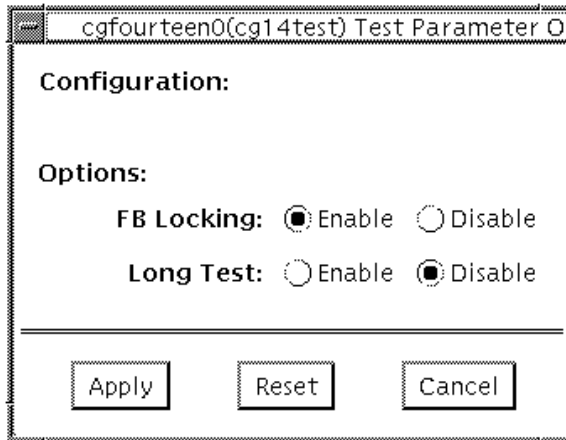 cgfourteen0(cg14test) Test Parameter O
Configuration:
Options:
FB Locking: Enable Disable
Long Test: Enable Disable
Apply Reset Cancel